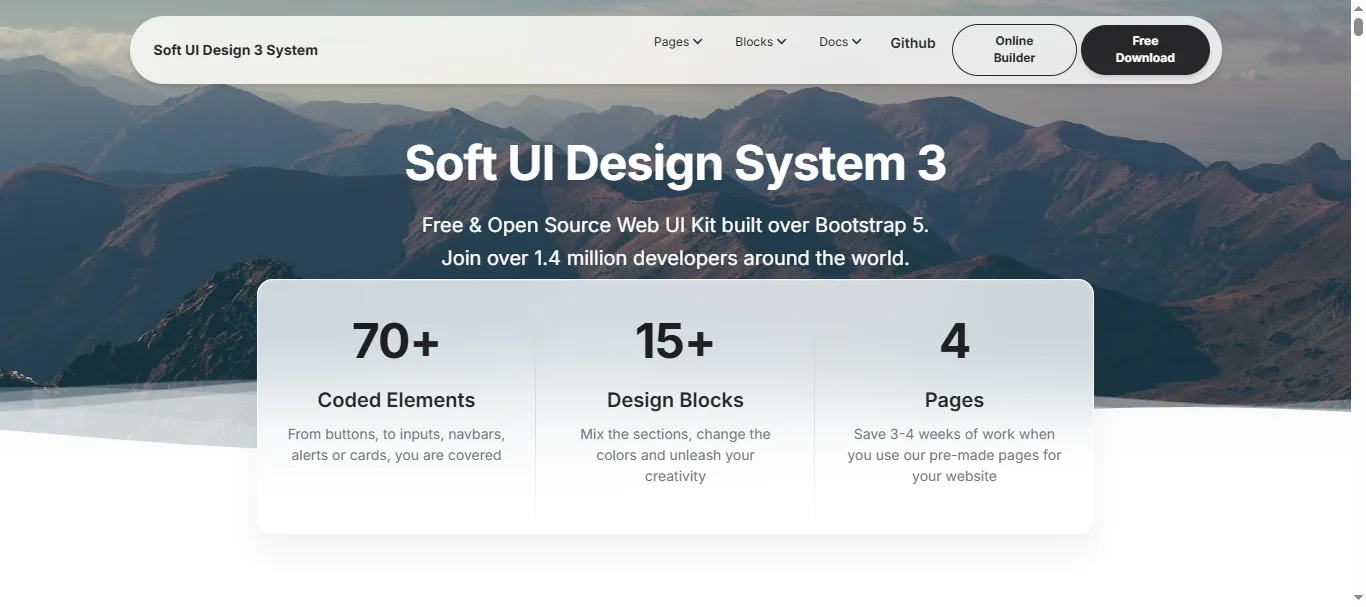 Soft UI Design 3 System
Pages
Blocks
Docs
Github
Online
Builder
Free
Download
Soft UI Design System 3
Free & Open Source Web UI Kit built over Bootstrap 5.
Join over 1.4 million developers around the world.
70+
Coded Elements
From buttons, to inputs, navbars,
alerts or cards, you are covered
15+
Design Blocks
Mix the sections, change the
colors and unleash your
creativity
4
Pages
Save 3-4 weeks of work when
you use our pre-made pages for
your website